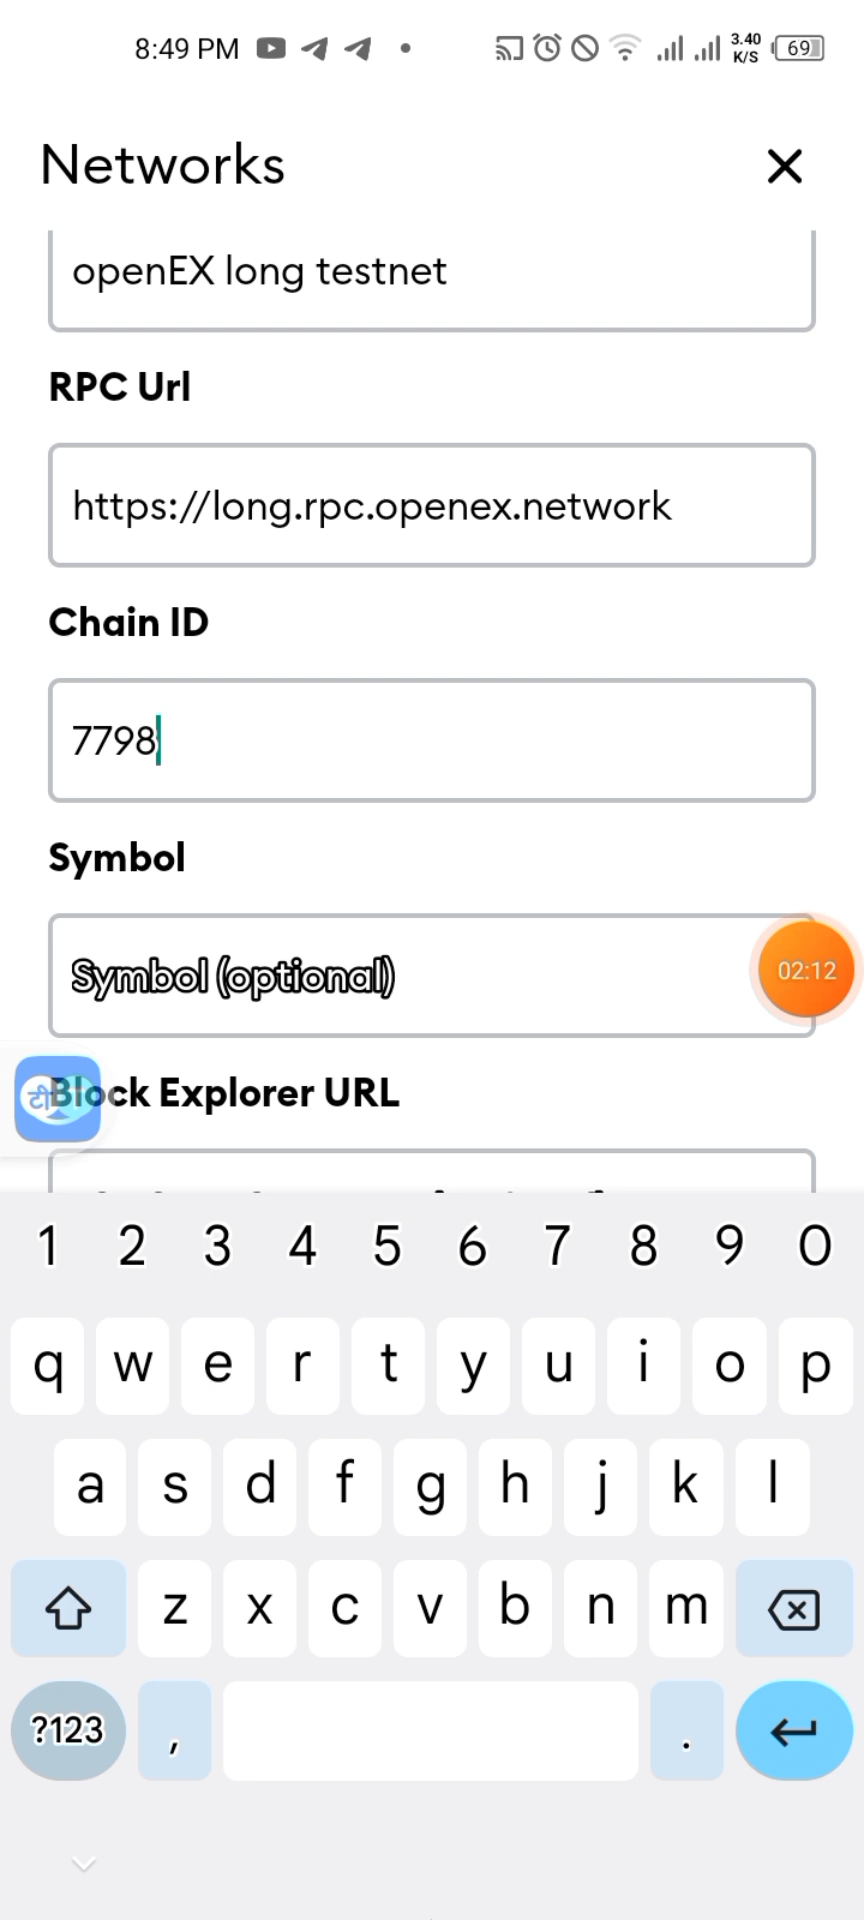 8:49 PM
3.40
K/S
69
Networks
openEX long testnet
RPC Url
https://long.rpc.openex.network
Chain ID
7798
Symbol
Symbol (optional)
02:12
टी
Block Explorer URL
1 2 3 4 5 6 7 8 9 0
q w e r t y u i o p
a s d f g h j k l
z x c v b n m
?123 , .